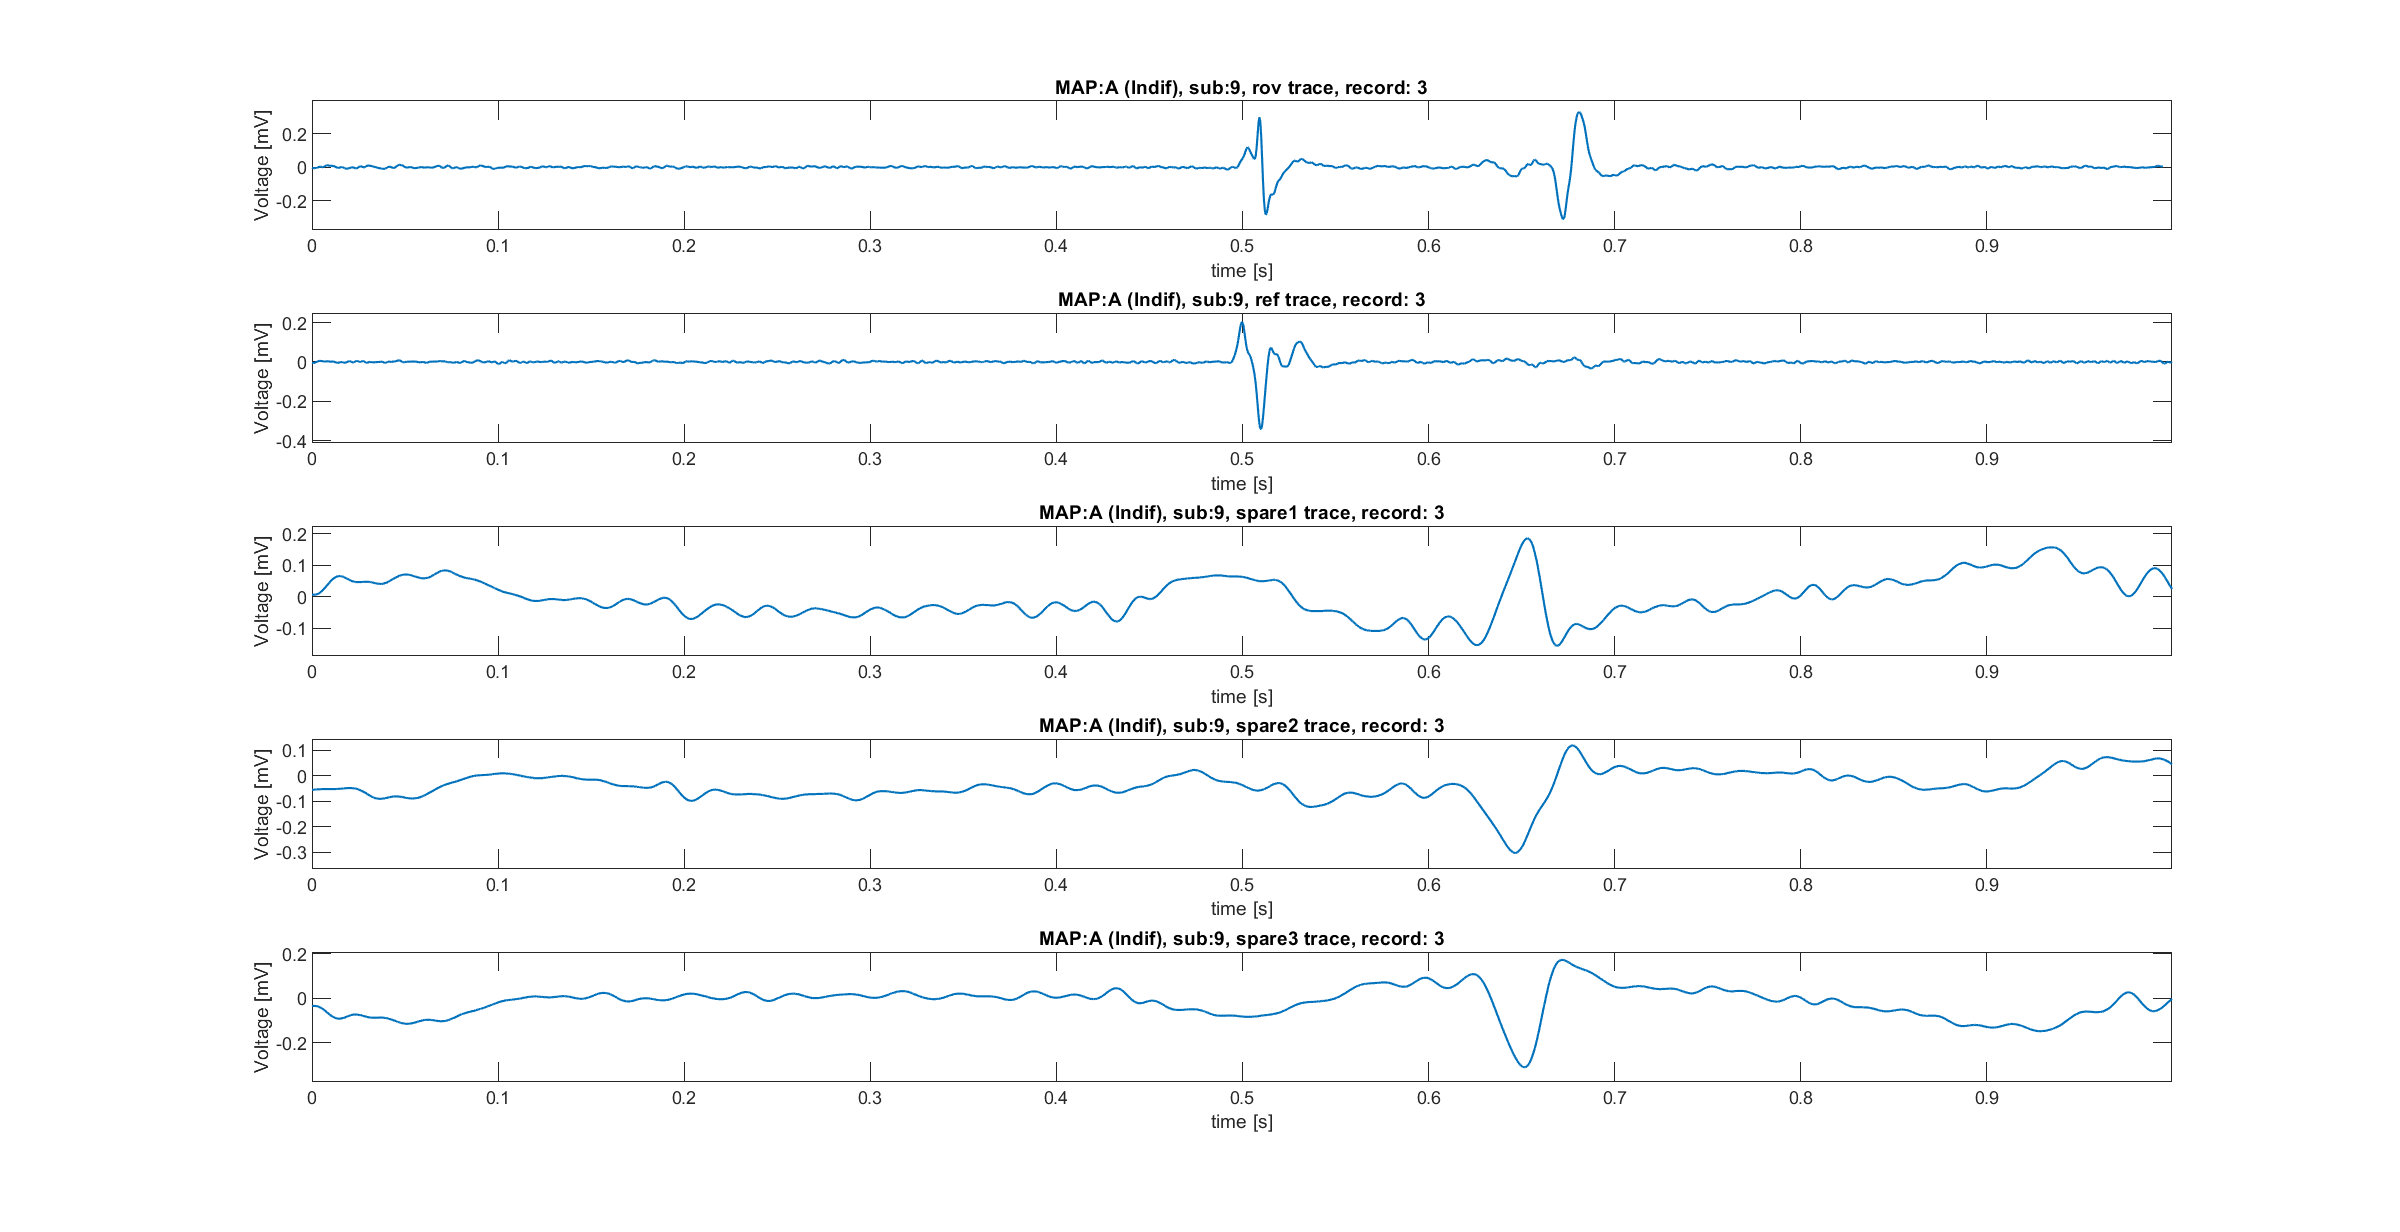 MAP:A (Indif), sub:9, rov trace, record: 3
Voltage [mV]
0.2
0
-0.2
0 0.1 0.2 0.3 0.4 0.5 0.6 0.7 0.8 0.9
time [s]
MAP:A (Indif), sub:9, ref trace, record: 3
Voltage [mV]
0.2
0
-0.2
-0.4
0 0.1 0.2 0.3 0.4 0.5 0.6 0.7 0.8 0.9
time [s]
MAP:A (Indif), sub:9, spare1 trace, record: 3
Voltage [mV]
0.2
0.1
0
-0.1
0 0.1 0.2 0.3 0.4 0.5 0.6 0.7 0.8 0.9
time [s]
MAP:A (Indif), sub:9, spare2 trace, record: 3
Voltage [mV]
0.1
0
-0.1
-0.2
-0.3
0 0.1 0.2 0.3 0.4 0.5 0.6 0.7 0.8 0.9
time [s]
MAP:A (Indif), sub:9, spare3 trace, record: 3
Voltage [mV]
0.2
0
-0.2
0 0.1 0.2 0.3 0.4 0.5 0.6 0.7 0.8 0.9
time [s]